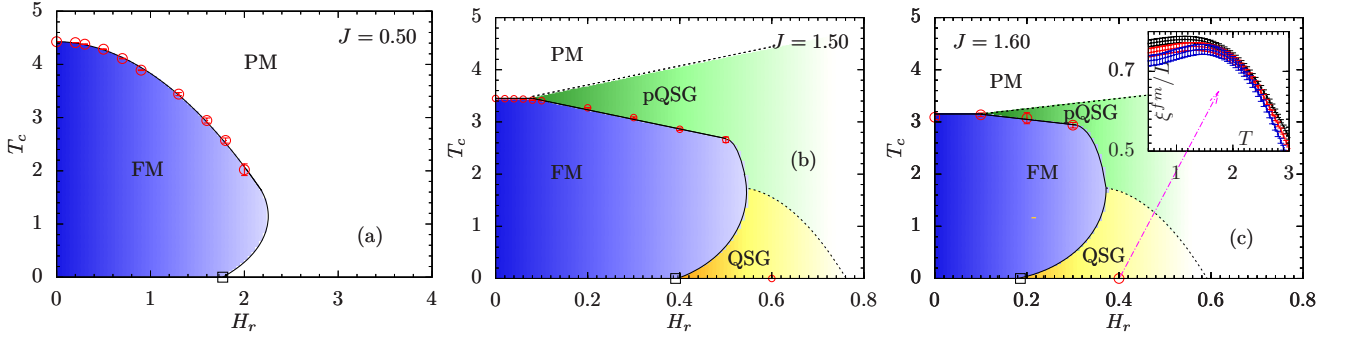 5
4
3
2
1
0
T_c
0
1
2
3
4
H_r
J = 0.50
PM
FM
(a)
5
4
3
2
1
0
T_c
0
0.2
0.4
0.6
0.8
H_r
J = 1.50
PM
pQSG
FM
(b)
QSG
5
4
3
2
1
0
T_c
0
0.2
0.4
0.6
0.8
H_r
J = 1.60
PM
pQSG
FM
(c)
QSG
0.7
0.5
ξ^{fm}/L
T
1
2
3